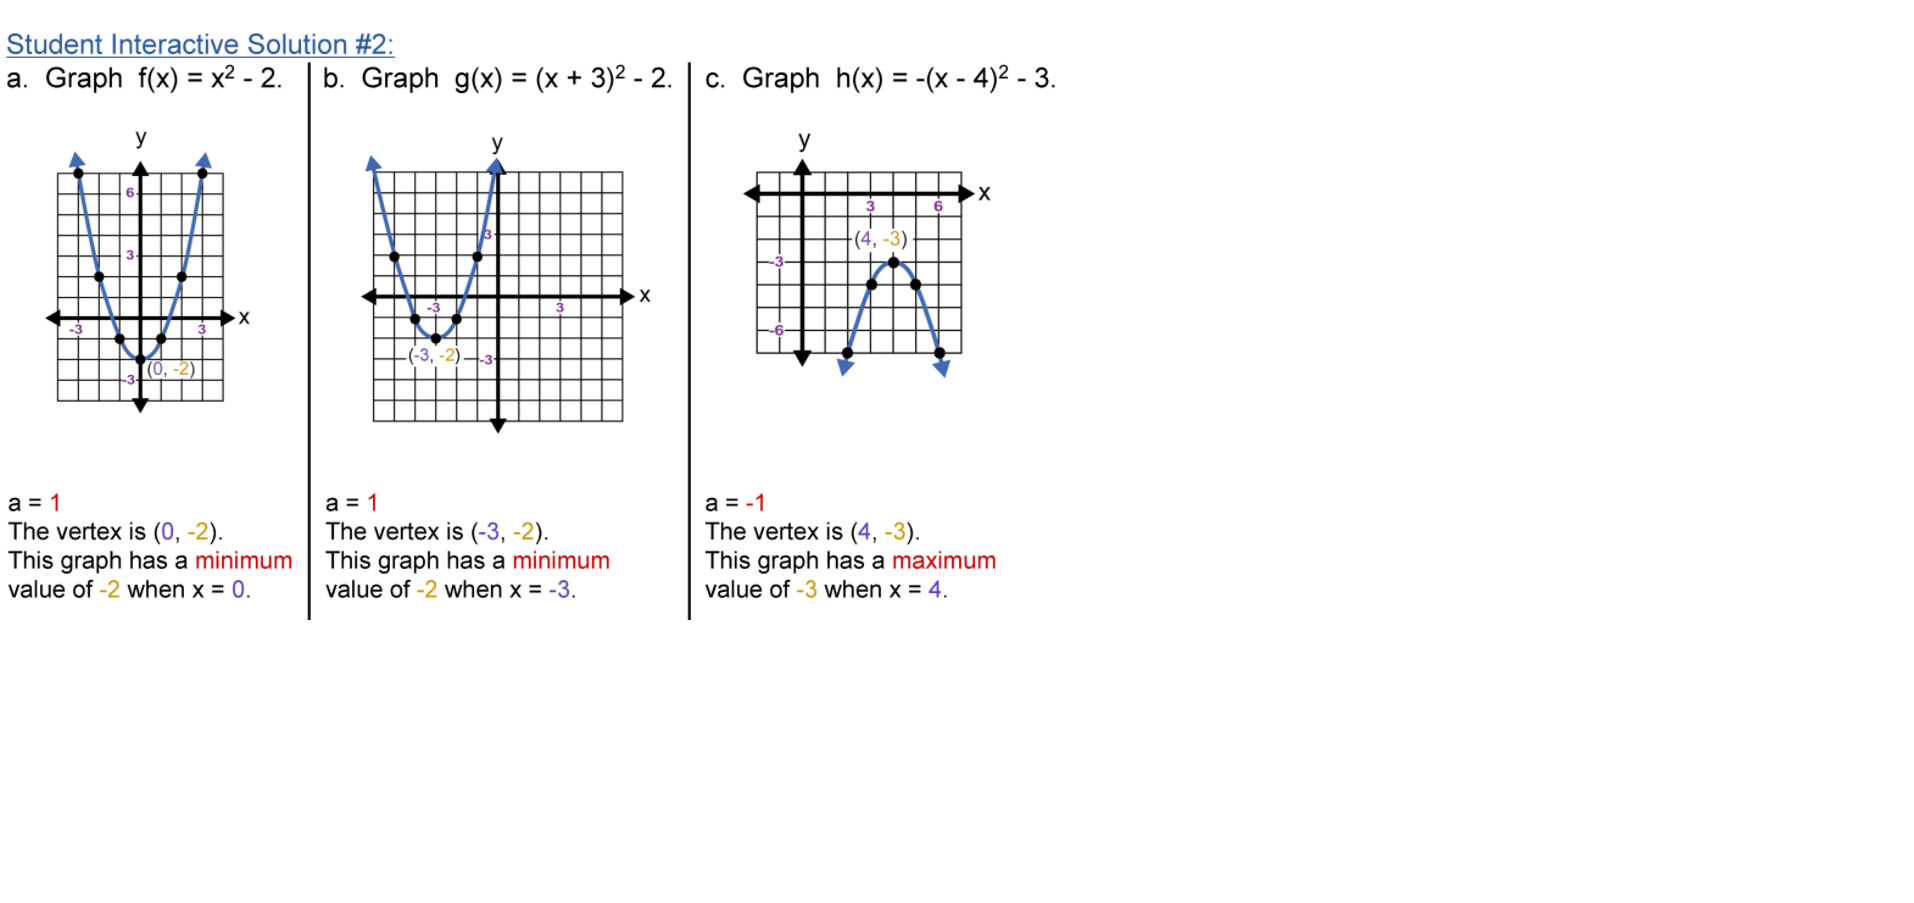 Student Interactive Solution #2:
a. Graph f(x) = x² - 2.
y
6
3
x
-3
3
(0, -2)
-3
a = 1
The vertex is (0, -2).
This graph has a minimum
value of -2 when x = 0.
b. Graph g(x) = (x + 3)² - 2.
y
3
x
-3
3
(-3, -2)
-3
a = 1
The vertex is (-3, -2).
This graph has a minimum
value of -2 when x = -3.
c. Graph h(x) = -(x - 4)² - 3.
y
x
3
6
(4, -3)
-3
-6
a = -1
The vertex is (4, -3).
This graph has a maximum
value of -3 when x = 4.